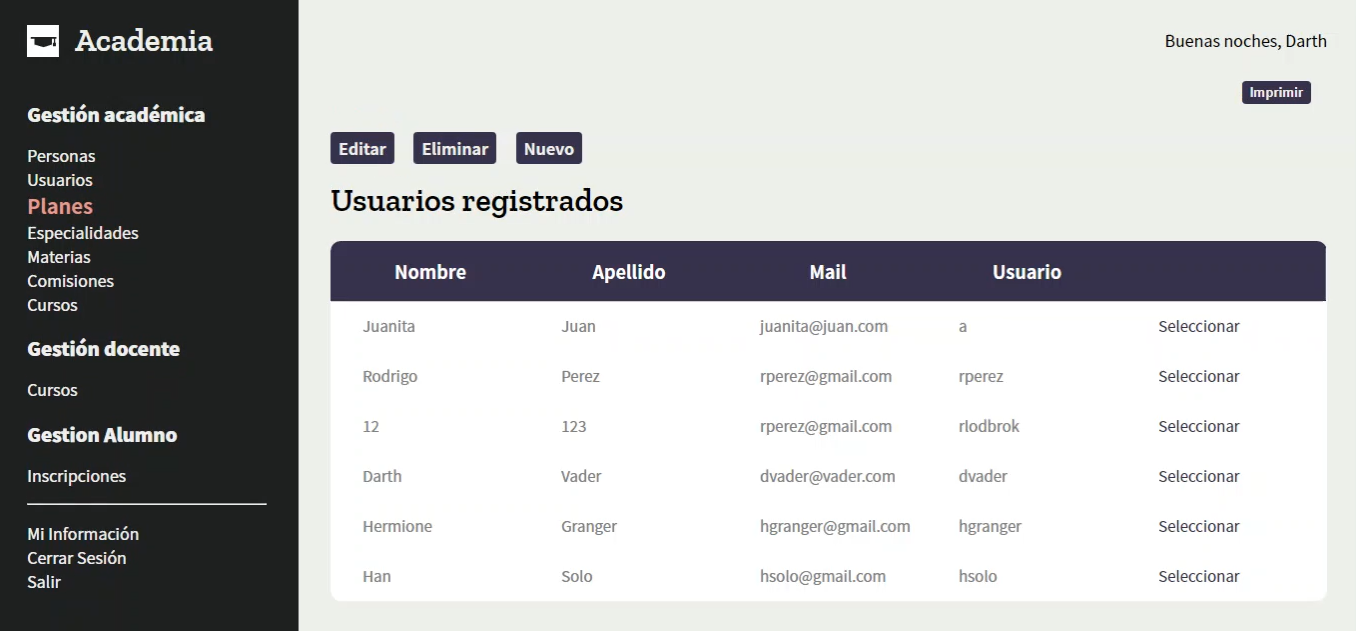 Academia
Gestión académica
Personas
Usuarios
Planes
Especialidades
Materias
Comisiones
Cursos
Gestión docente
Cursos
Gestion Alumno
Inscripciones
Mi Información
Cerrar Sesión
Salir
Buenas noches, Darth
Imprimir
Editar Eliminar Nuevo
Usuarios registrados
Nombre Apellido Mail Usuario
Juanita Juan juanita@juan.com a Seleccionar
Rodrigo Perez rperez@gmail.com rperez Seleccionar
12 123 rperez@gmail.com rlodbrok Seleccionar
Darth Vader dvader@vader.com dvader Seleccionar
Hermione Granger hgranger@gmail.com hgranger Seleccionar
Han Solo hsolo@gmail.com hsolo Seleccionar